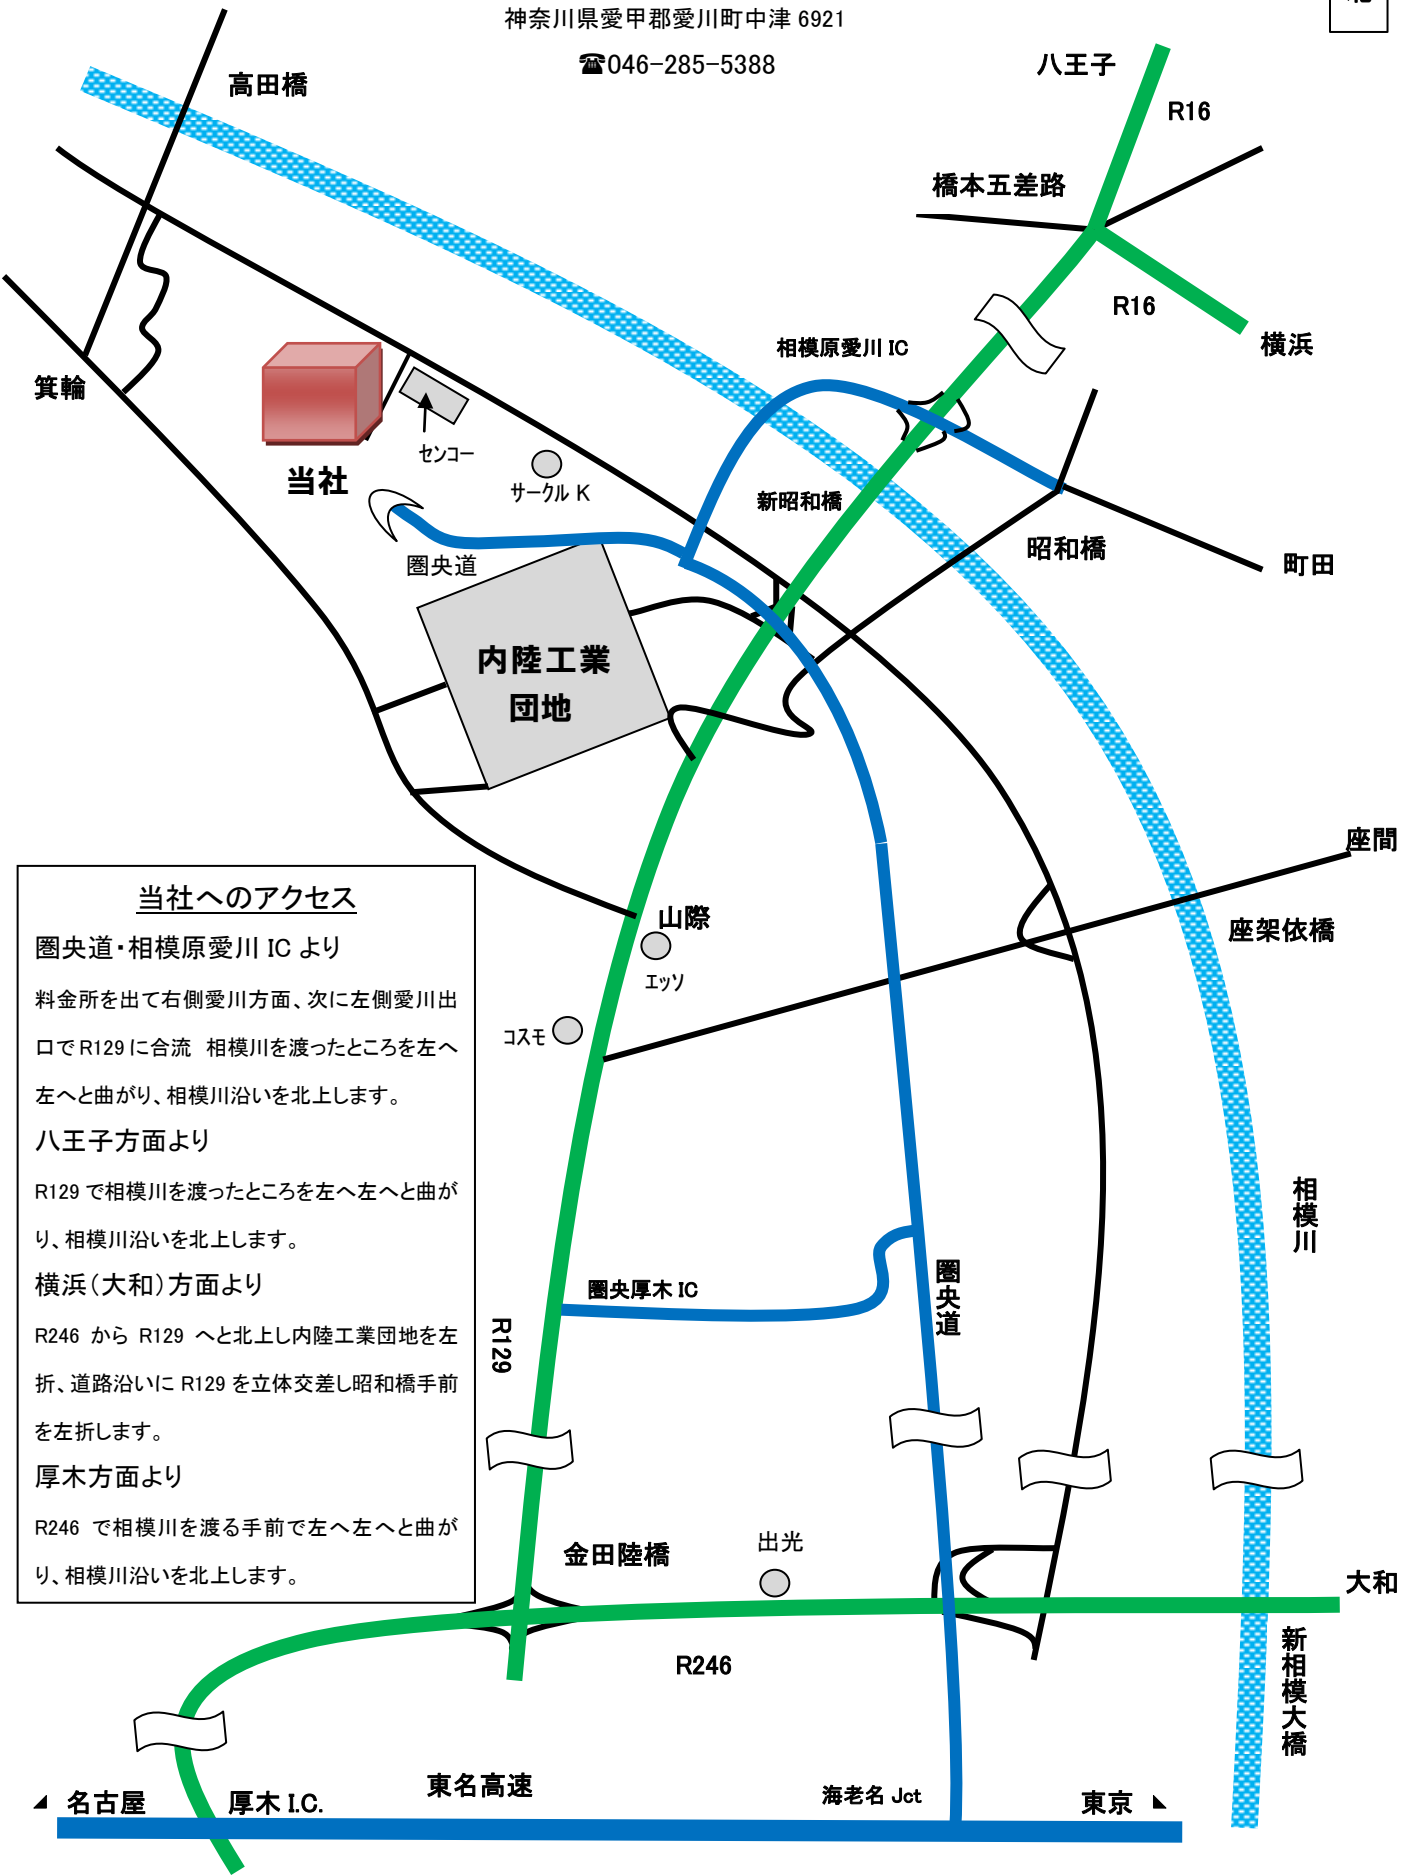 神奈川県愛甲郡愛川町中津 6921
☎046-285-5388
高田橋
八王子
R16
橋本五差路
R16
横浜
相模原愛川 IC
箕輪
センコー
当社
サークル K
新昭和橋
昭和橋
町田
圏央道
内陸工業
団地
座間
座架依橋
山際
エッソ
コスモ
当社へのアクセス
圏央道・相模原愛川 IC より
料金所を出て右側愛川方面、次に左側愛川出
口で R129 に合流　相模川を渡ったところを左へ
左へと曲がり、相模川沿いを北上します。
八王子方面より
R129 で相模川を渡ったところを左へ左へと曲が
り、相模川沿いを北上します。
横浜(大和)方面より
R246 から R129 へと北上し内陸工業団地を左
折、道路沿いに R129 を立体交差し昭和橋手前
を左折します。
厚木方面より
R246 で相模川を渡る手前で左へ左へと曲が
り、相模川沿いを北上します。
相模川
圏央厚木 IC
圏央道
R129
金田陸橋
出光
大和
R246
新相模大橋
東名高速
海老名 Jct
名古屋
厚木 I.C.
東京